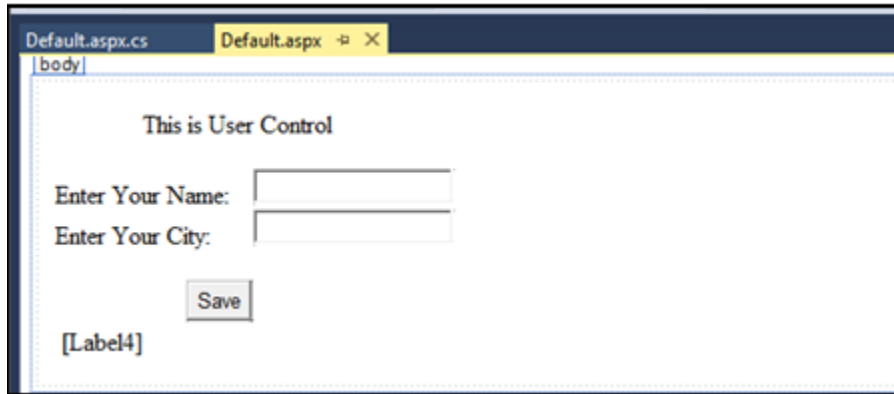 Default.aspx.cs Default.aspx
body
This is User Control
Enter Your Name:
Enter Your City:
Save
[Label4]